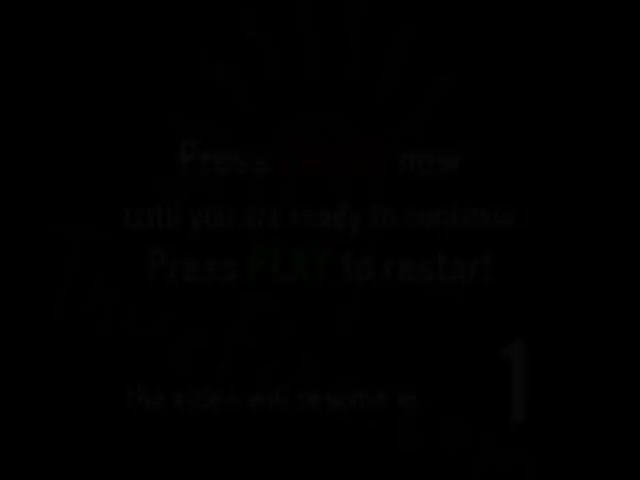 Press PAUSE now
until you are ready to continue.
Press PLAY to restart
the video will resume in
1